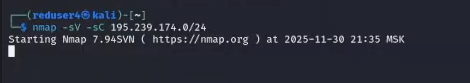 ┌──(reduser4㉿kali)-[~]
└─$ nmap -sV -sC 195.239.174.0/24
Starting Nmap 7.94SVN ( https://nmap.org ) at 2025-11-30 21:35 MSK